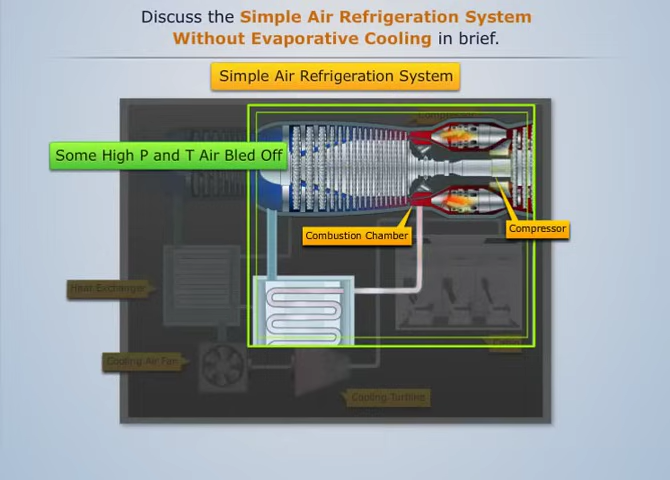 Discuss the Simple Air Refrigeration System
Without Evaporative Cooling in brief.
Simple Air Refrigeration System
Compressor
Some High P and T Air Bled Off
Combustion Chamber
Compressor
Heat Exchanger
Cooling Air Fan
Cooling Turbine